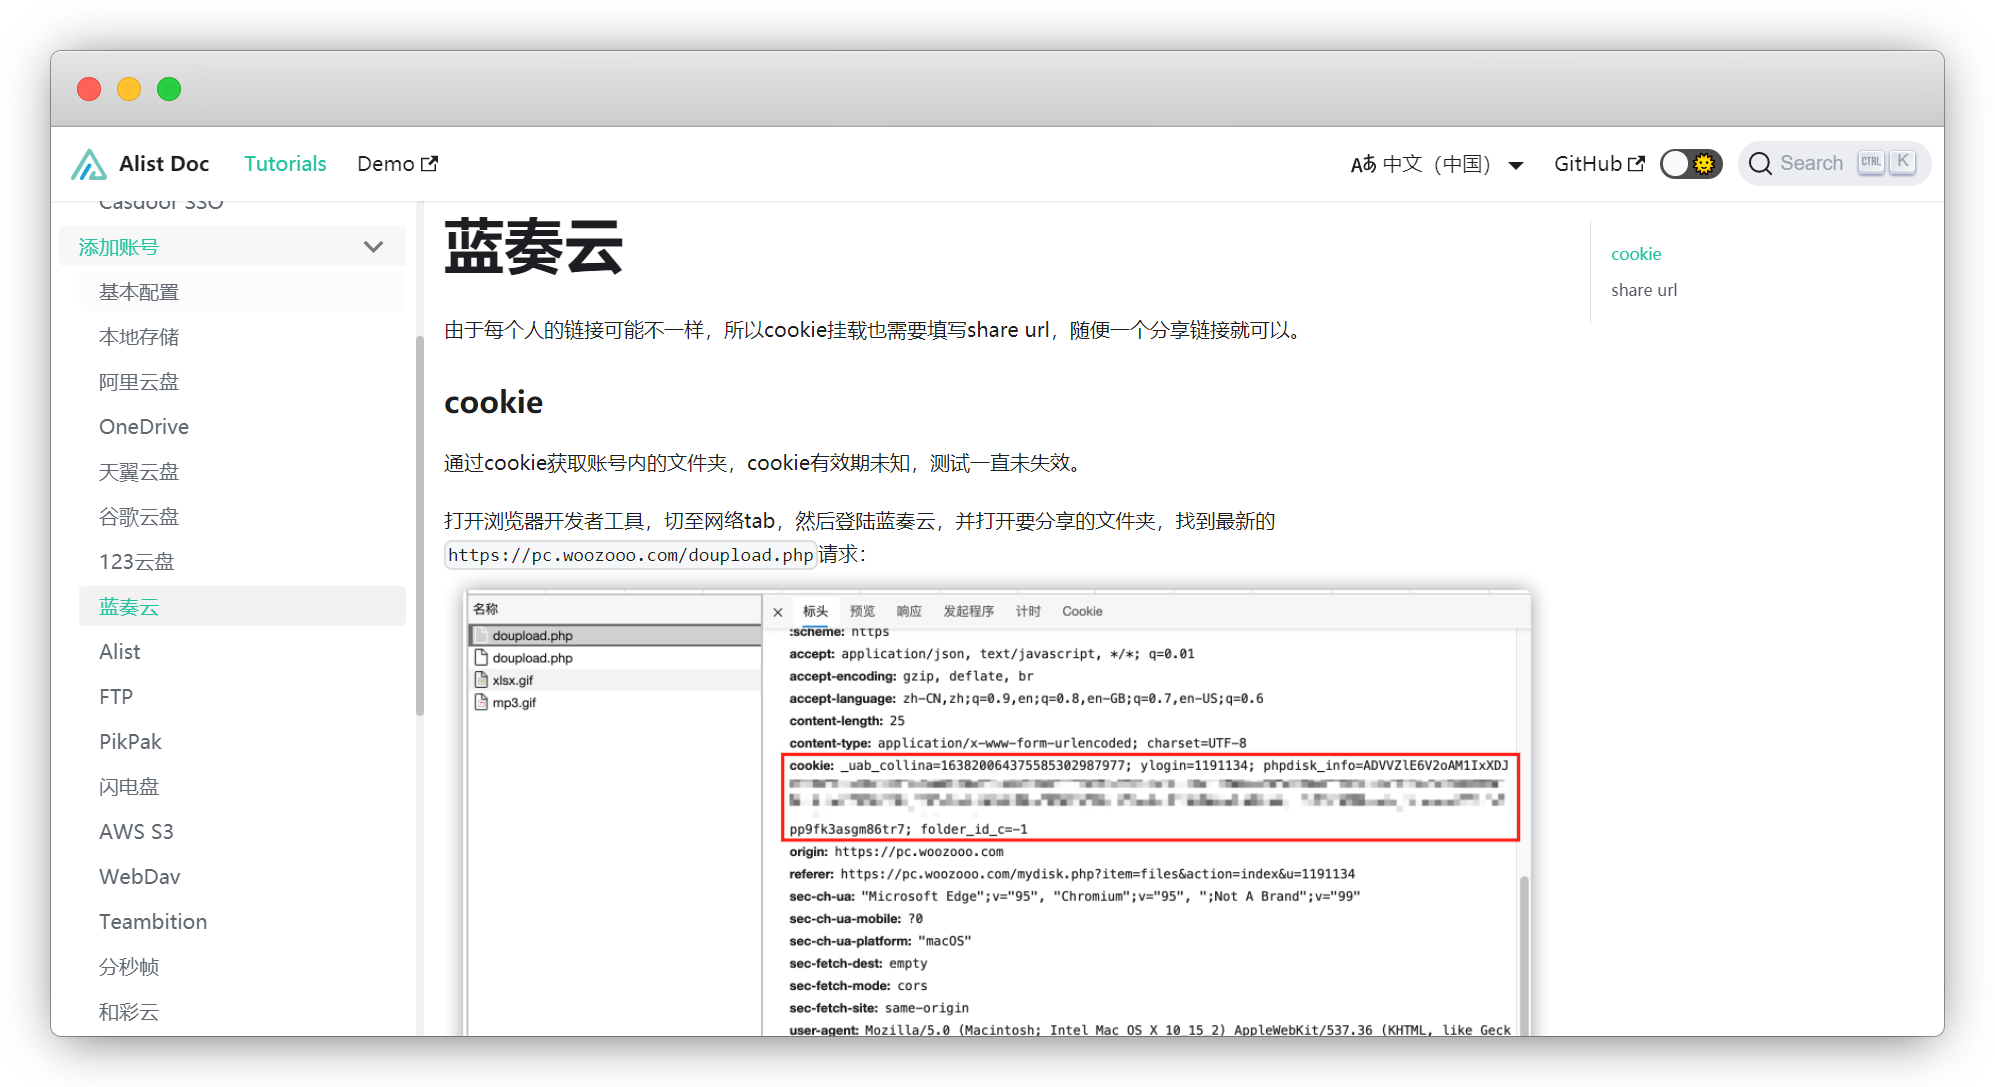 Alist Doc Tutorials Demo 中文（中国） GitHub Search CTRL K
Casdoor SSO
添加账号
基本配置
本地存储
阿里云盘
OneDrive
天翼云盘
谷歌云盘
123云盘
蓝奏云
Alist
FTP
PikPak
闪电盘
AWS S3
WebDav
Teambition
分秒帧
和彩云
蓝奏云
由于每个人的链接可能不一样，所以cookie挂载也需要填写share url，随便一个分享链接就可以。
cookie
通过cookie获取账号内的文件夹，cookie有效期未知，测试一直未失效。
打开浏览器开发者工具，切至网络tab，然后登陆蓝奏云，并打开要分享的文件夹，找到最新的
https://pc.woozooo.com/doupload.php请求：
名称
doupload.php
doupload.php
xlsx.gif
mp3.gif
标头 预览 响应 发起程序 计时 Cookie
:scheme: https
accept: application/json, text/javascript, */*; q=0.01
accept-encoding: gzip, deflate, br
accept-language: zh-CN,zh;q=0.9,en;q=0.8,en-GB;q=0.7,en-US;q=0.6
content-length: 25
content-type: application/x-www-form-urlencoded; charset=UTF-8
cookie: _uab_collina=163820064375585302987977; ylogin=1191134; phpdisk_info=ADVVZlE6V2oAM1IxXDJ
pp9fk3asgm86tr7; folder_id_c=-1
origin: https://pc.woozooo.com
referer: https://pc.woozooo.com/mydisk.php?item=files&action=index&u=1191134
sec-ch-ua: "Microsoft Edge";v="95", "Chromium";v="95", ";Not A Brand";v="99"
sec-ch-ua-mobile: ?0
sec-ch-ua-platform: "macOS"
sec-fetch-dest: empty
sec-fetch-mode: cors
sec-fetch-site: same-origin
user-agent: Mozilla/5.0 (Macintosh; Intel Mac OS X 10_15_2) AppleWebKit/537.36 (KHTML, like Geck
cookie
share url